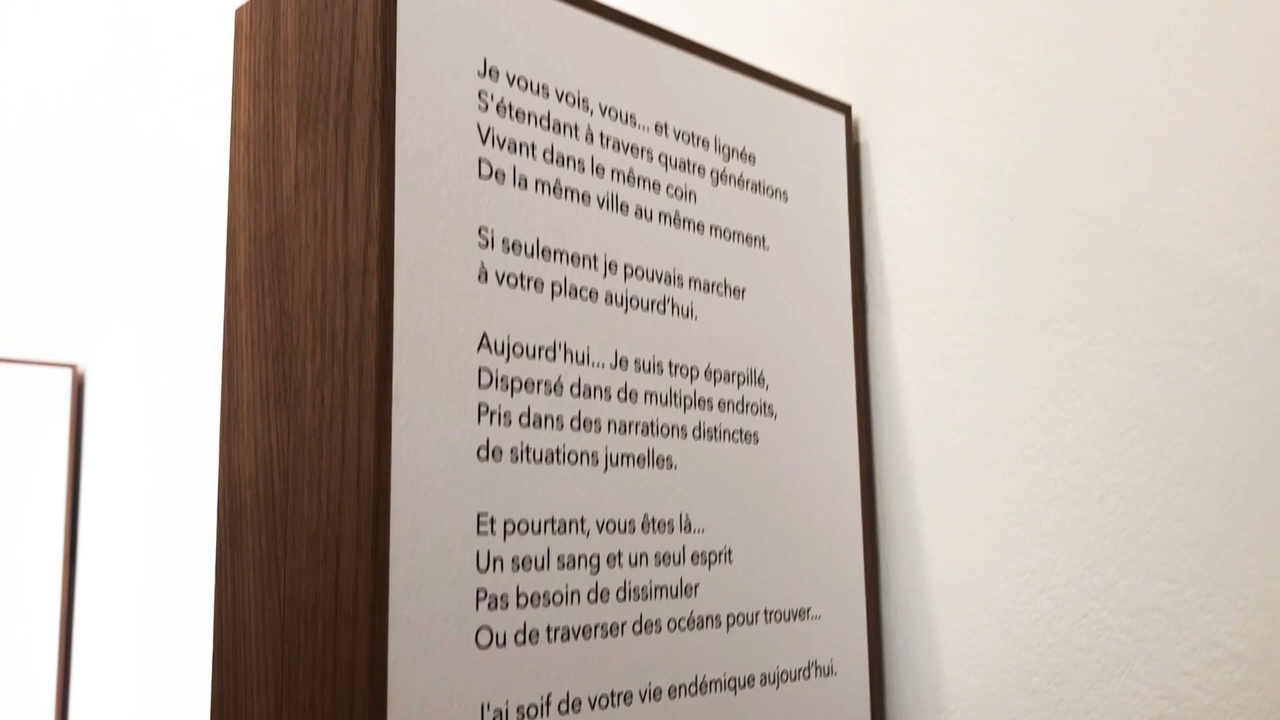 Je vous vois, vous... et votre lignée
S'étendant à travers quatre générations
Vivant dans le même coin
De la même ville au même moment.
Si seulement je pouvais marcher
à votre place aujourd’hui.
Aujourd'hui... Je suis trop éparpillé,
Dispersé dans de multiples endroits,
Pris dans des narrations distinctes
de situations jumelles.
Et pourtant, vous êtes là...
Un seul sang et un seul esprit
Pas besoin de dissimuler
Ou de traverser des océans pour trouver...
J'ai soif de votre vie endémique aujourd’hui.